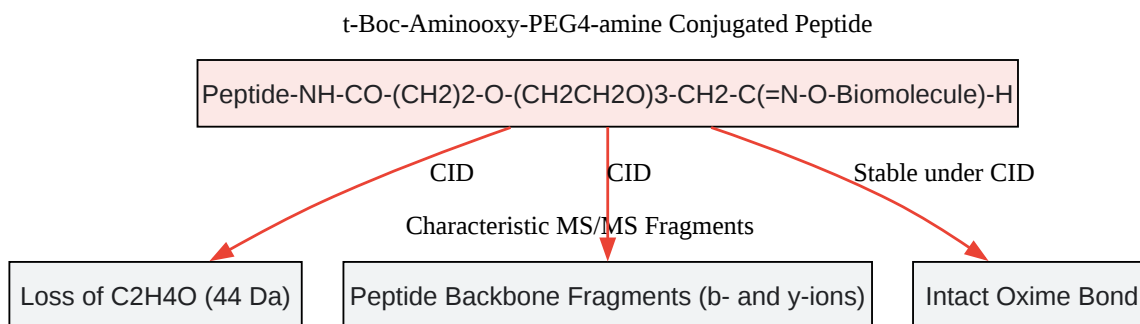 t-Boc-Aminooxy-PEG4-amine Conjugated Peptide
Peptide-NH-CO-(CH2)2-O-(CH2CH2O)3-CH2-C(=N-O-Biomolecule)-H
CID
CID
Stable under CID
Characteristic MS/MS Fragments
Loss of C2H4O (44 Da)
Peptide Backbone Fragments (b- and y-ions)
Intact Oxime Bond